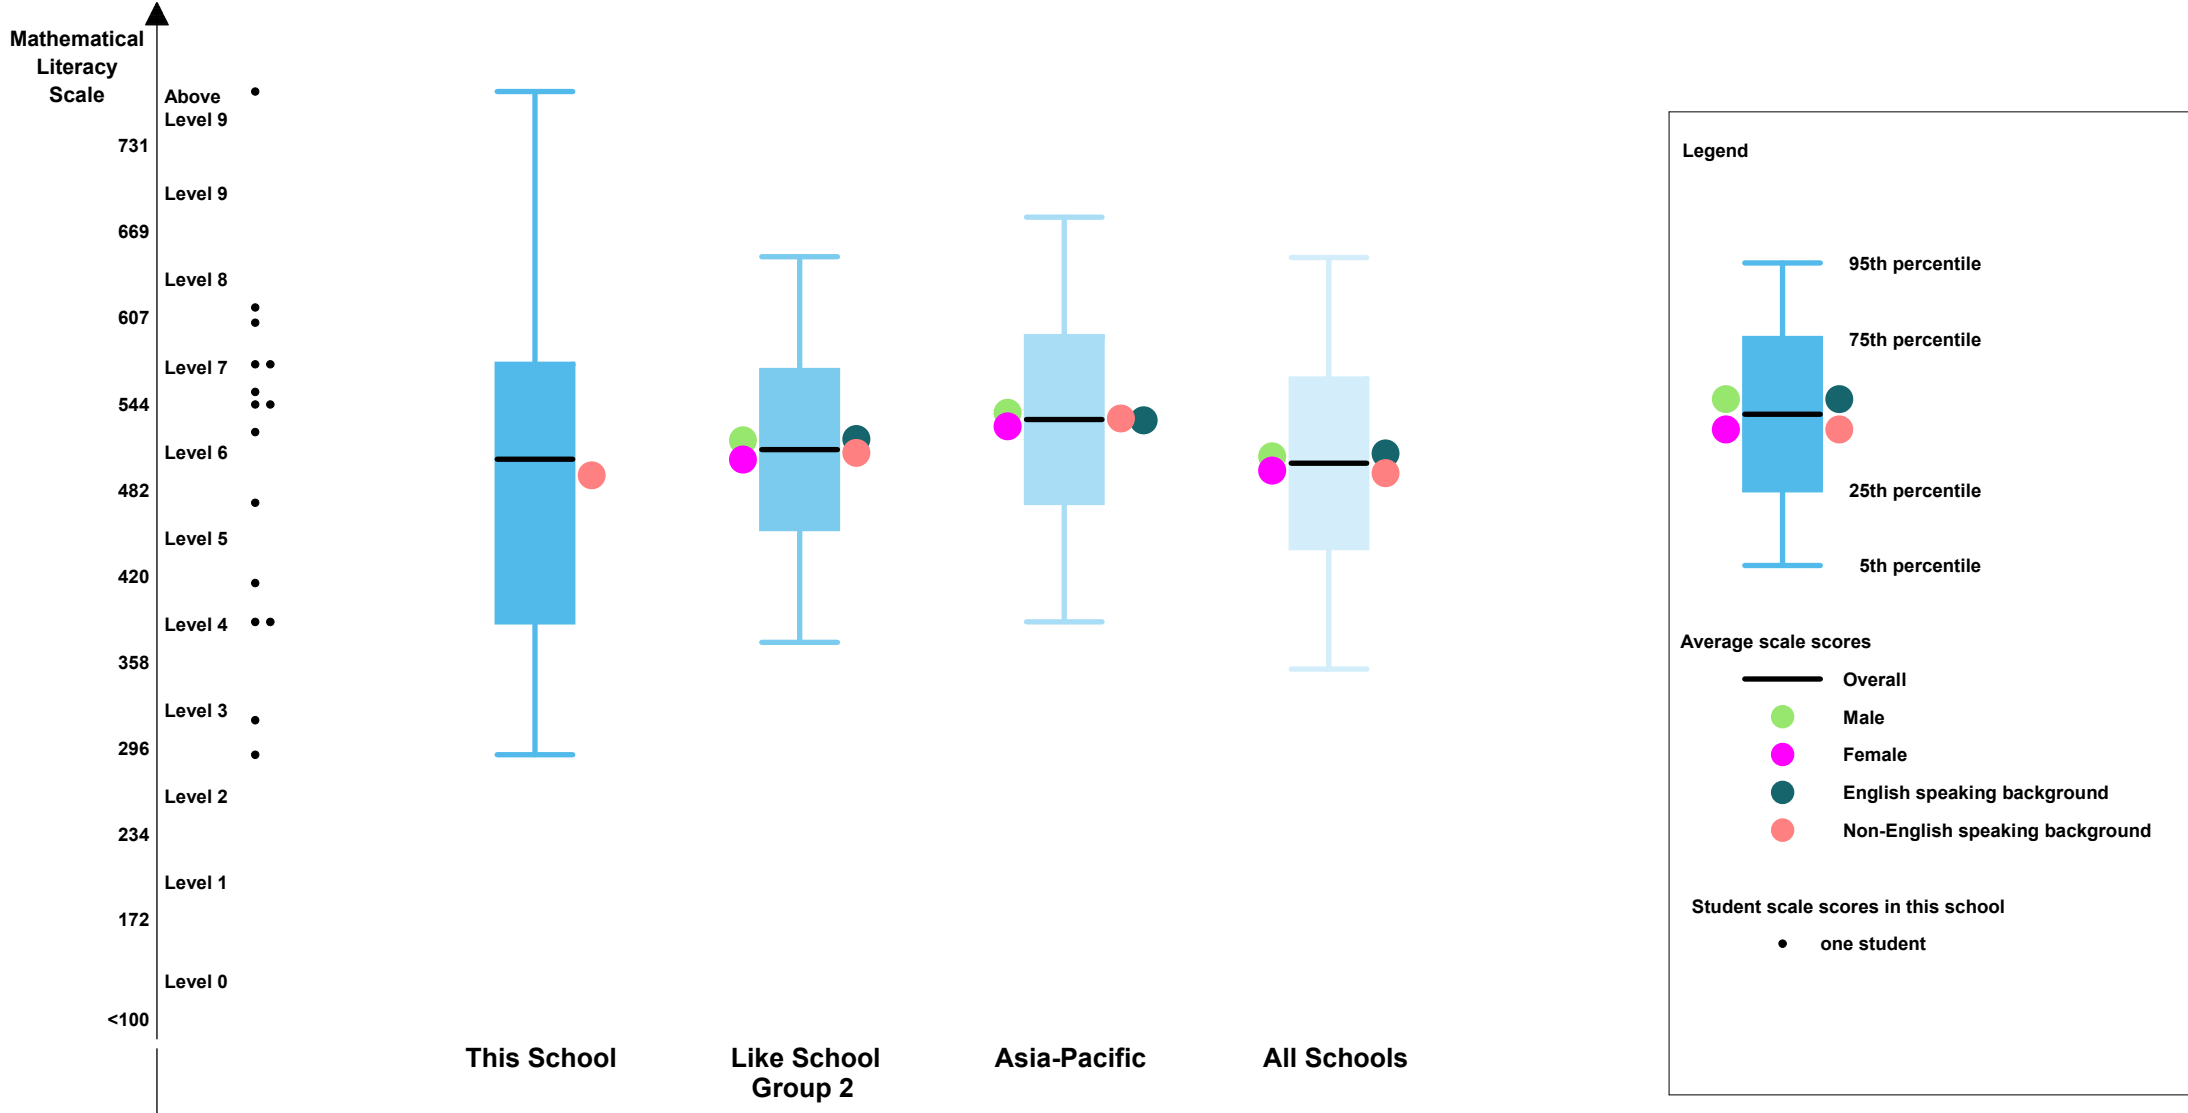 Mathematical
Literacy
Scale
Above
Level 9
731
Level 9
669
Level 8
607
Level 7
544
Level 6
482
Level 5
420
Level 4
358
Level 3
296
Level 2
234
Level 1
172
Level 0
<100
This School
Like School
Group 2
Asia-Pacific
All Schools
Legend
95th percentile
75th percentile
25th percentile
5th percentile
Average scale scores
Overall
Male
Female
English speaking background
Non-English speaking background
Student scale scores in this school
one student